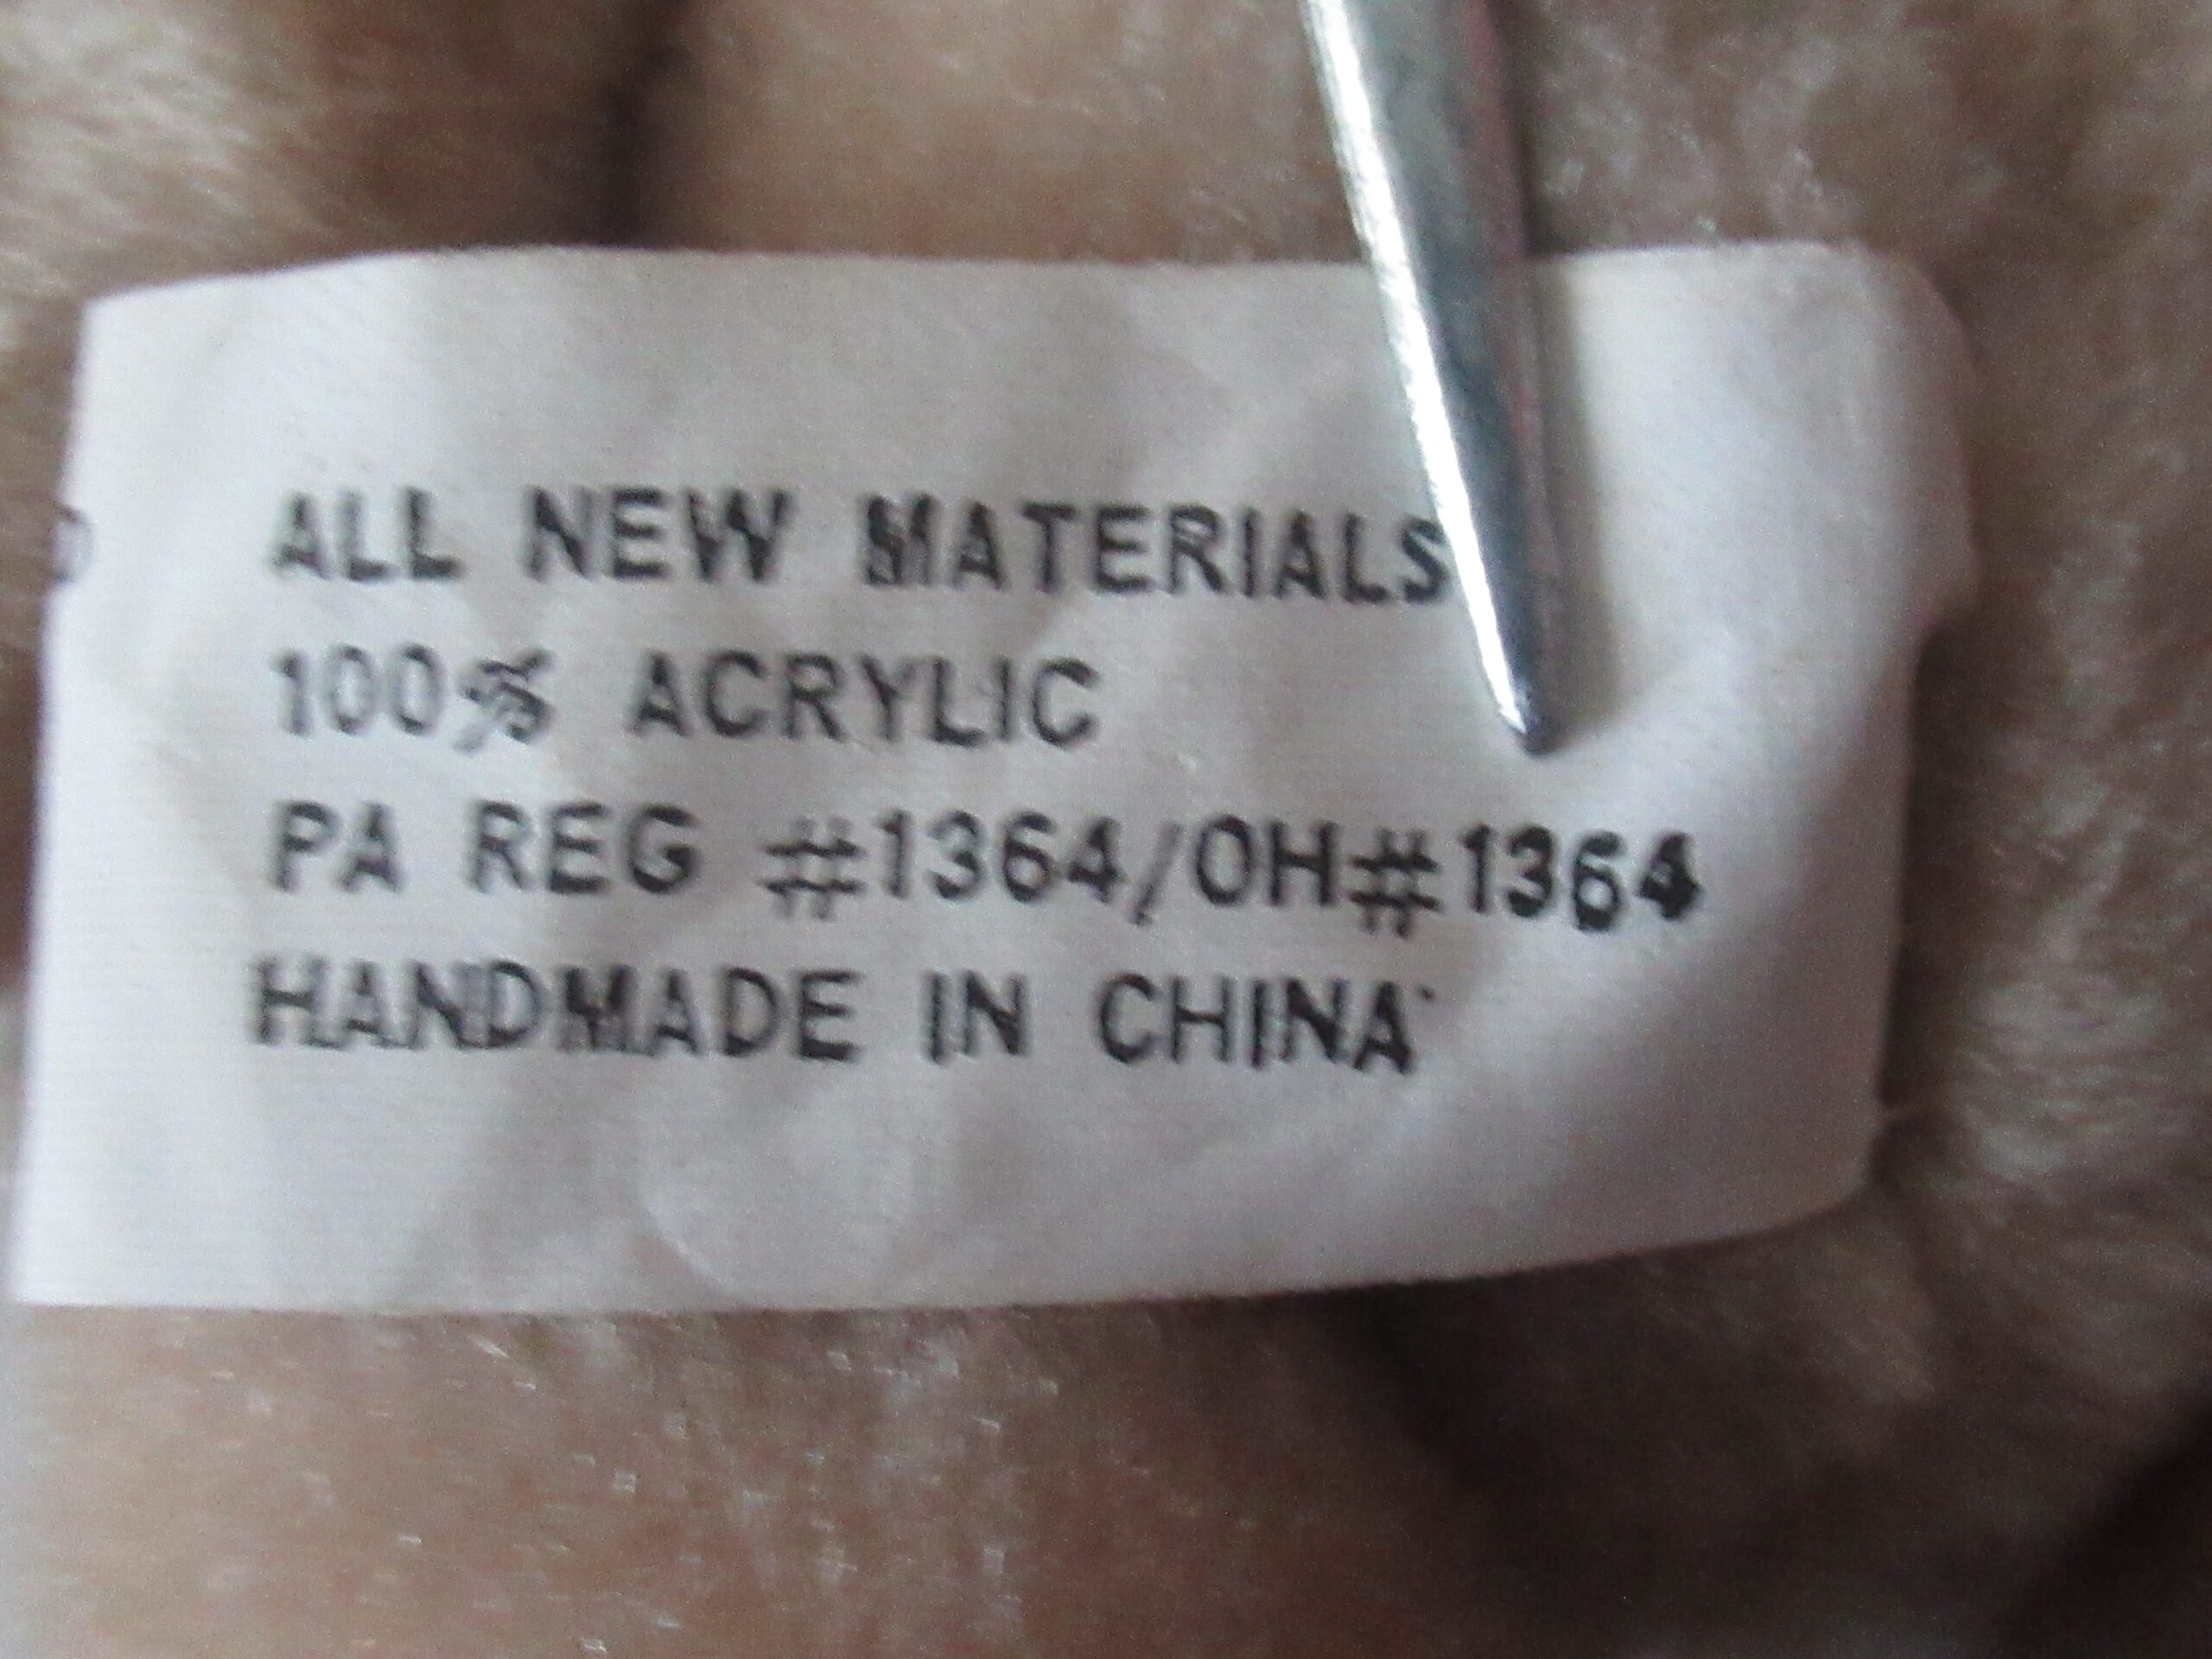 ALL NEW MATERIALS
100% ACRYLIC
PA REG #1364/OH#1364
HANDMADE IN CHINA